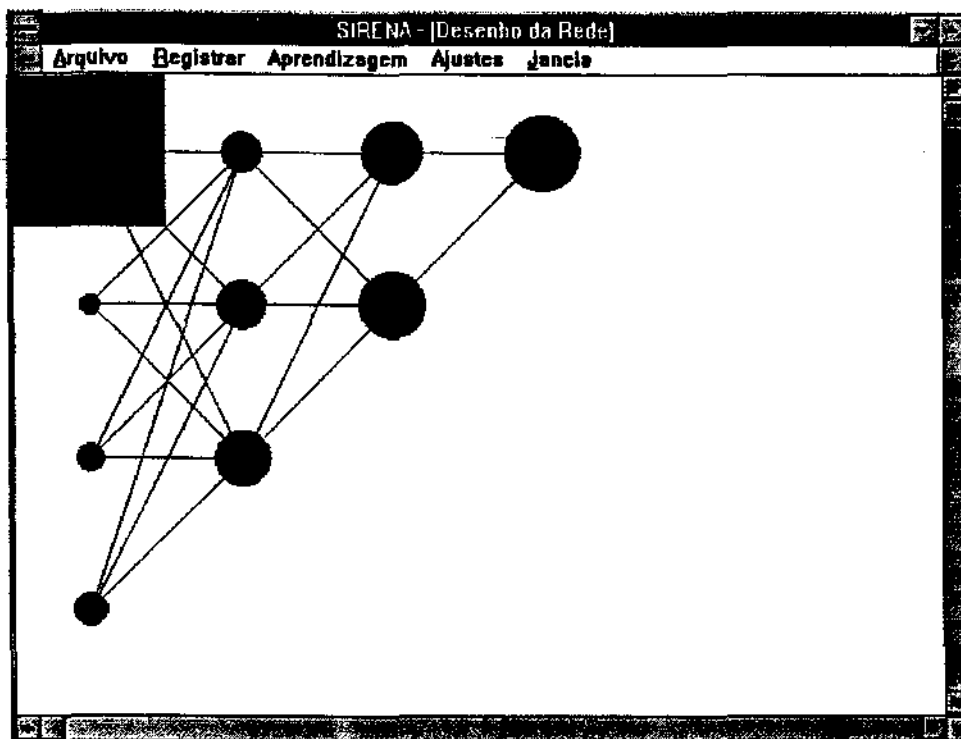 SIRENA - [Desenho da Rede]
Arquivo Registrar Aprendizagem Ajustes Janela